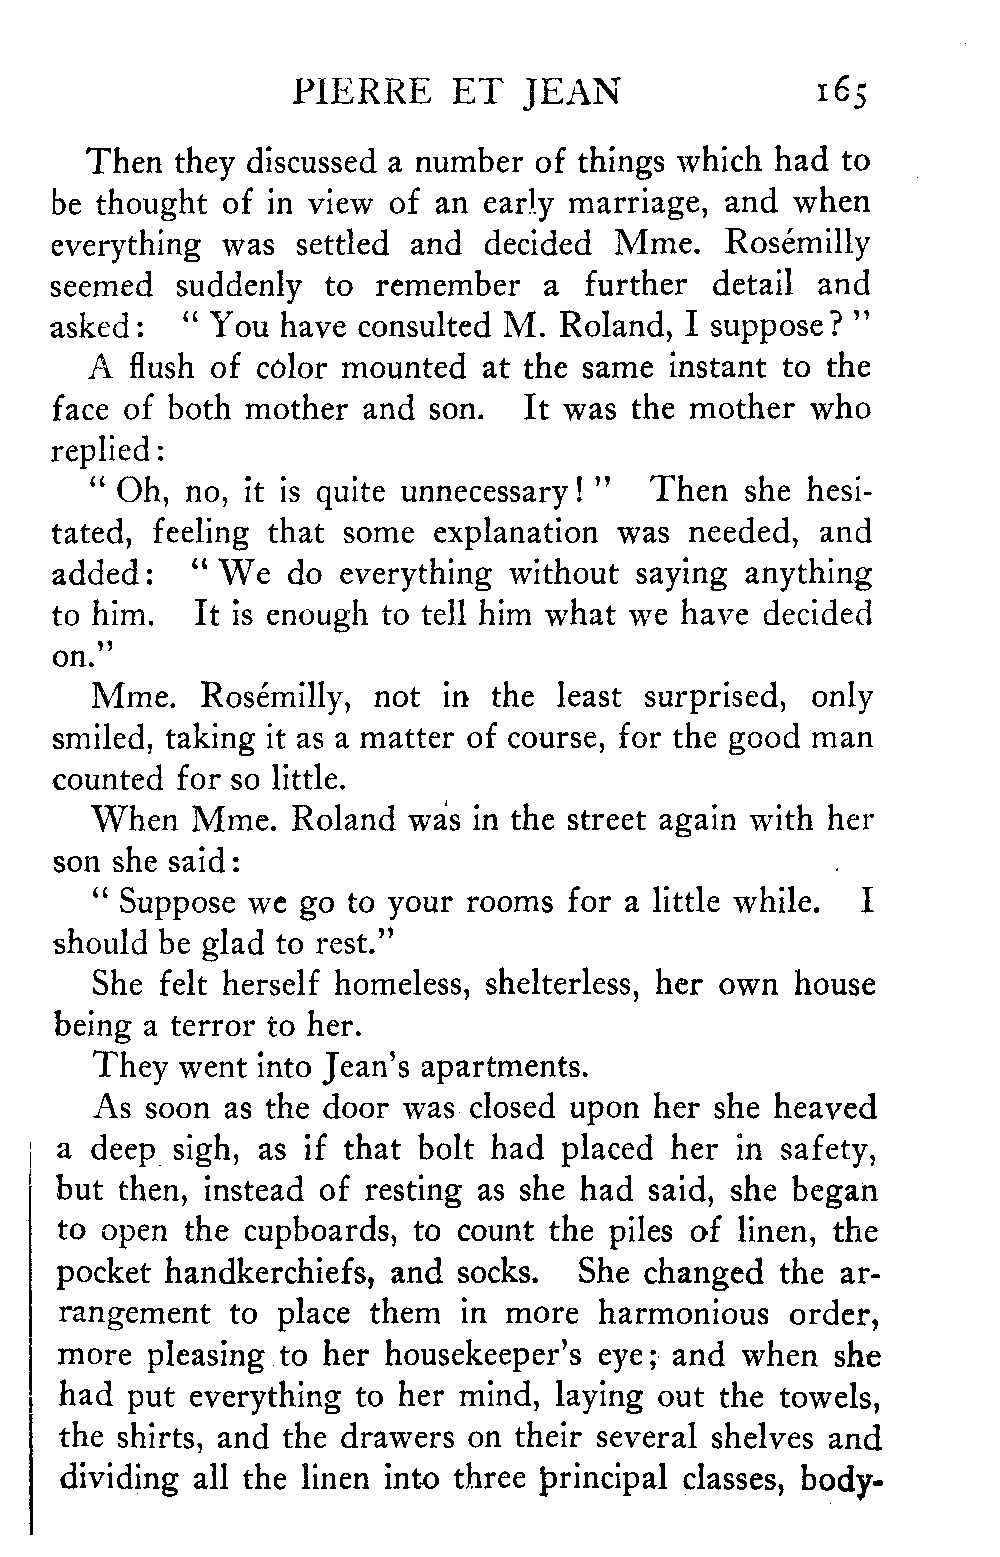 PIERRE ET JEAN 165
Then they discussed a number of things which had to
be thought of in view of an early marriage, and when
everything was settled and decided Mme. Rosémilly
seemed suddenly to remember a further detail and
asked: “ You have consulted M. Roland, I suppose? ”
A flush of color mounted at the same instant to the
face of both mother and son. It was the mother who
replied:
“ Oh, no, it is quite unnecessary! ” Then she hesi-
tated, feeling that some explanation was needed, and
added: “ We do everything without saying anything
to him. It is enough to tell him what we have decided
on.”
Mme. Rosémilly, not in the least surprised, only
smiled, taking it as a matter of course, for the good man
counted for so little.
When Mme. Roland was in the street again with her
son she said:
“ Suppose we go to your rooms for a little while. I
should be glad to rest.”
She felt herself homeless, shelterless, her own house
being a terror to her.
They went into Jean’s apartments.
As soon as the door was closed upon her she heaved
a deep sigh, as if that bolt had placed her in safety,
but then, instead of resting as she had said, she began
to open the cupboards, to count the piles of linen, the
pocket handkerchiefs, and socks. She changed the ar-
rangement to place them in more harmonious order,
more pleasing to her housekeeper’s eye; and when she
had put everything to her mind, laying out the towels,
the shirts, and the drawers on their several shelves and
dividing all the linen into three principal classes, body-